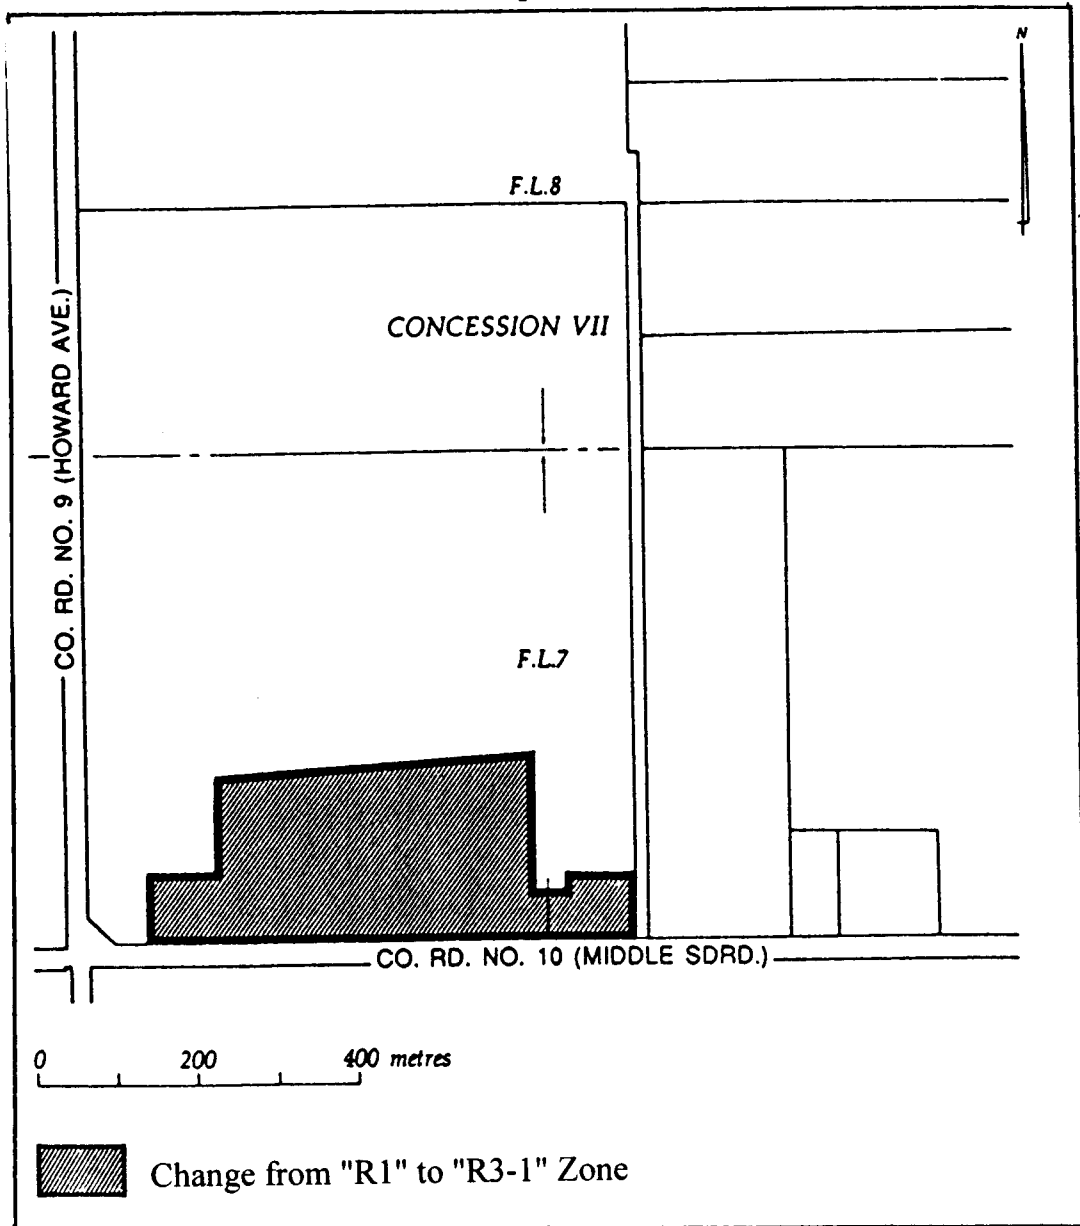 N
F.L.8
CONCESSION VII
CO. RD. NO. 9 (HOWARD AVE.)
F.L.7
CO. RD. NO. 10 (MIDDLE SDRD.)
0 200 400 metres
Change from "R1" to "R3-1" Zone